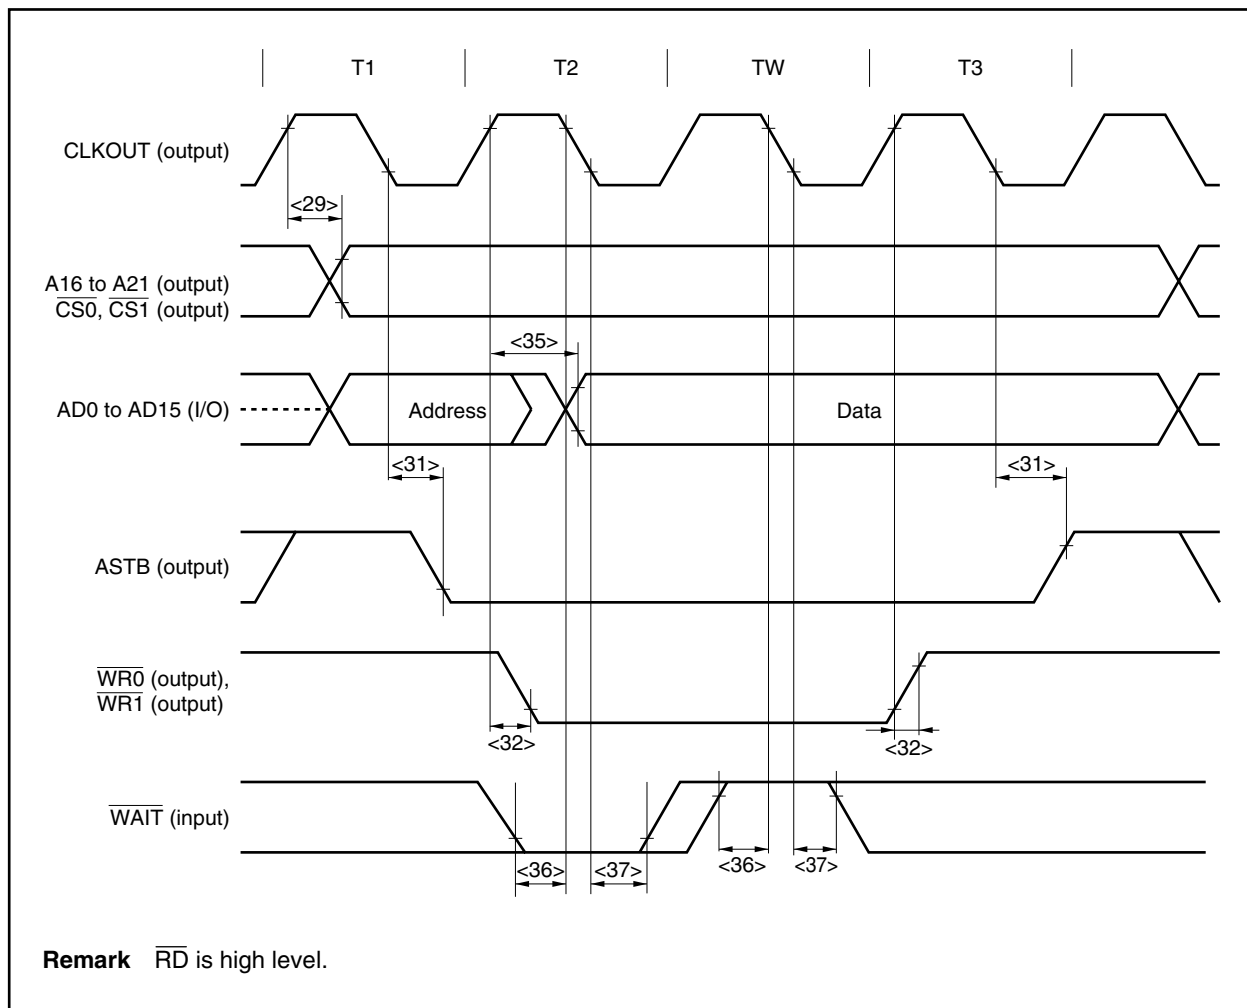 T1 T2 TW T3
CLKOUT (output)
<29>
A16 to A21 (output)
CS0, CS1 (output)
<35>
AD0 to AD15 (I/O) Address Data
<31> <31>
ASTB (output)
WR0 (output),
WR1 (output)
<32> <32>
WAIT (input)
<36> <37> <36> <37>
Remark RD is high level.